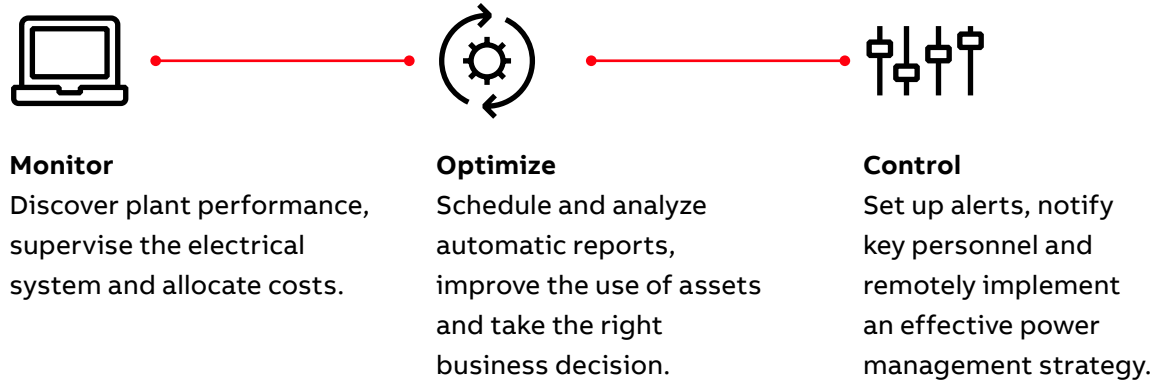 Monitor
Discover plant performance,
supervise the electrical
system and allocate costs.
Optimize
Schedule and analyze
automatic reports,
improve the use of assets
and take the right
business decision.
Control
Set up alerts, notify
key personnel and
remotely implement
an effective power
management strategy.